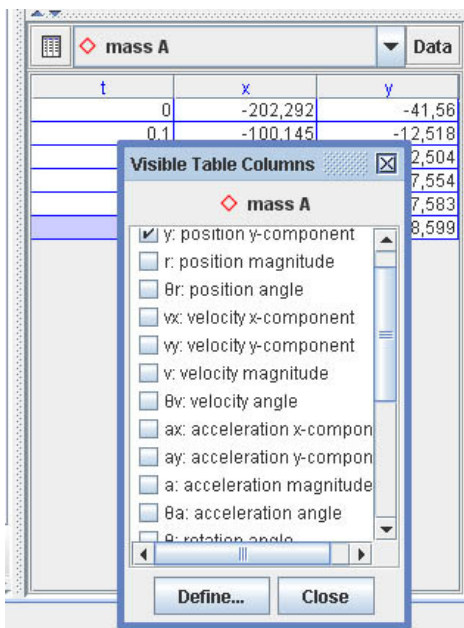 mass A Data
t x y
0 -202,292 -41,56
0,1 -100,145 -12,518
Visible Table Columns
2,504
7,554
mass A
7,583
y: position y-component
8,599
r: position magnitude
θr: position angle
vx: velocity x-component
vy: velocity y-component
v: velocity magnitude
θv: velocity angle
ax: acceleration x-compon
ay: acceleration y-compon
a: acceleration magnitude
θa: acceleration angle
θ: rotation angle
Define... Close